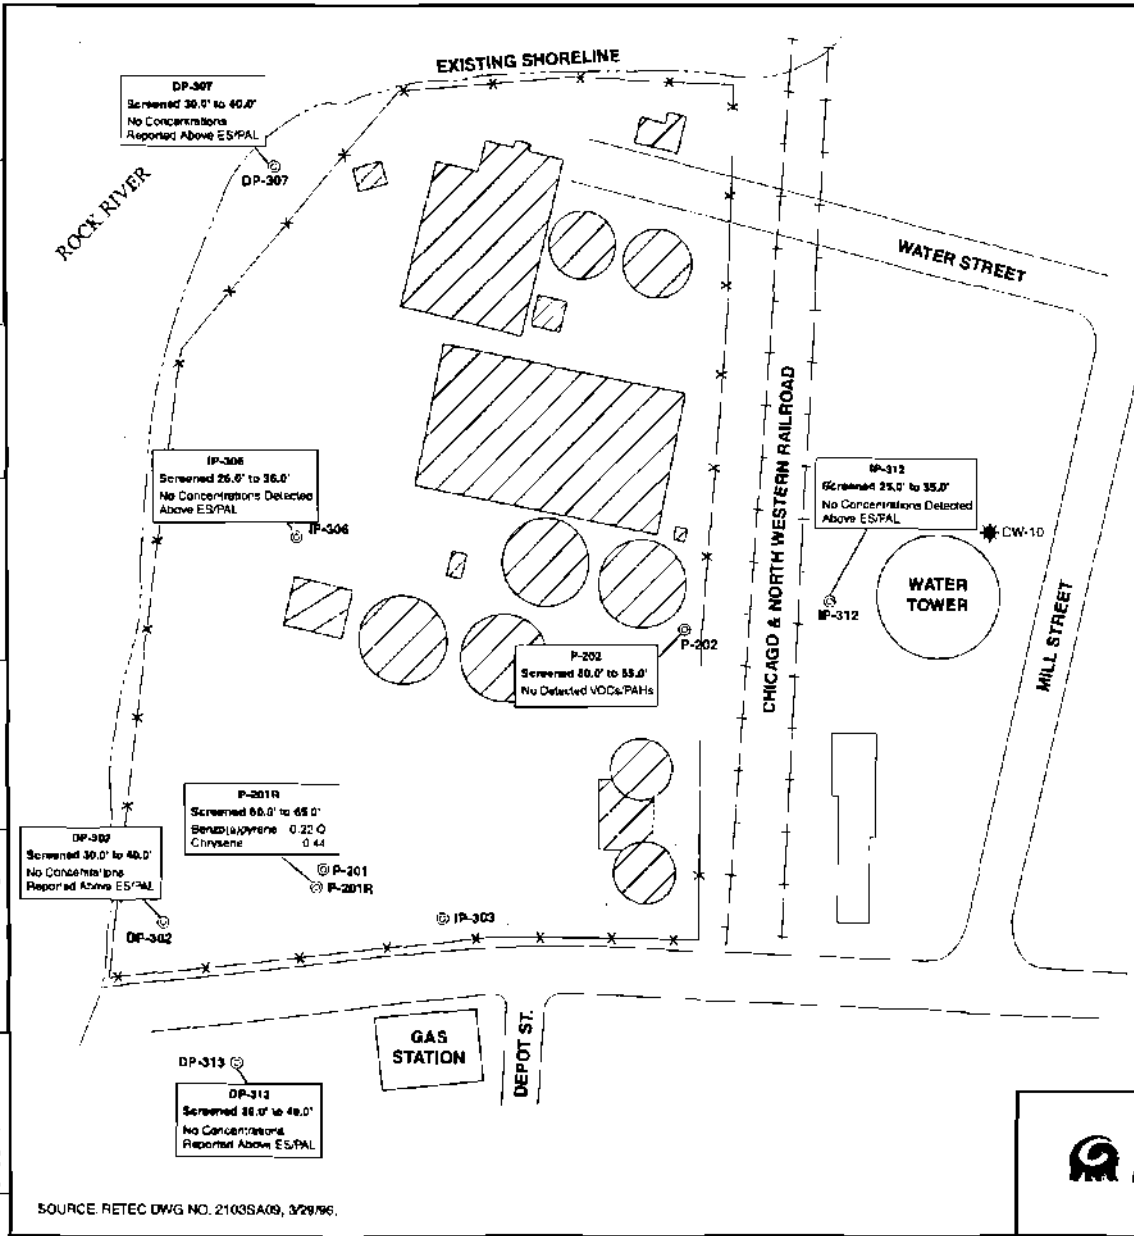 EXISTING SHORELINE
DP-307
Screened 30.0' to 40.0'
No Concentrations
Reported Above ES/PAL
DP-307
ROCK RIVER
WATER STREET
CHICAGO & NORTH WESTERN RAILROAD
IP-306
Screened 26.0' to 36.0'
No Concentrations Detected
Above ES/PAL
IP-306
IP-312
Screened 25.0' to 35.0'
No Concentrations Detected
Above ES/PAL
CW-10
WATER
TOWER
IP-312
MILL STREET
P-202
P-202
Screened to
No Detected VOCs/PAHs
P-201R
Screened 60.0' to 65.0'
Benzo(a)pyrene 0.22 Q
Chrysene 0.44
P-201
P-201R
DP-302
Screened 30.0' to 40.0'
No Concentrations
Reported Above ES/PAL
DP-302
IP-303
GAS
STATION
DEPOT ST.
DP-313
DP-313
Screened to
No Concentrations
Reported Above ES/PAL
SOURCE: RETEC DWG NO. 2103SA09, 3/29/96.